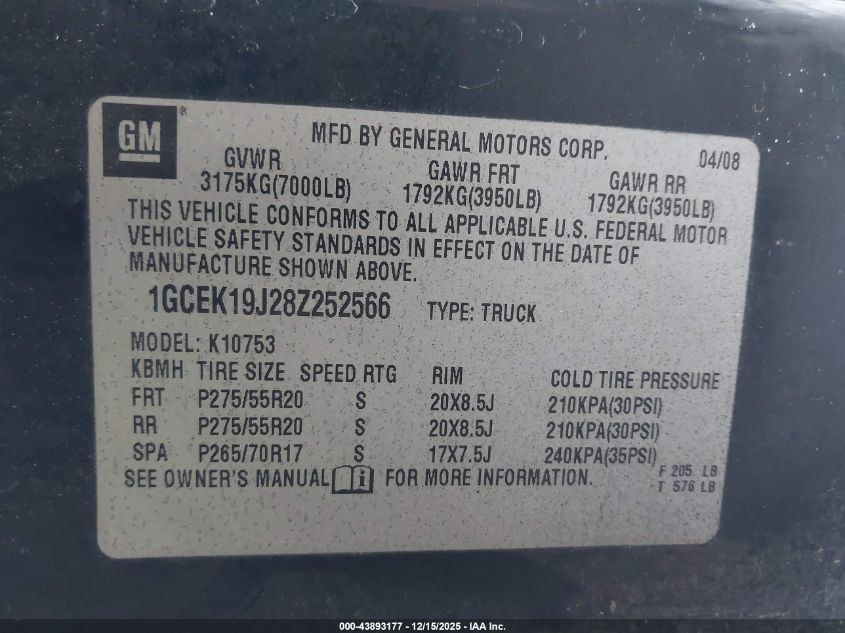 GM ®
MFD BY GENERAL MOTORS CORP. 04/08
GVWR GAWR FRT GAWR RR
3175KG(7000LB) 1792KG(3950LB) 1792KG(3950LB)
THIS VEHICLE CONFORMS TO ALL APPLICABLE U.S. FEDERAL MOTOR
VEHICLE SAFETY STANDARDS IN EFFECT ON THE DATE OF
MANUFACTURE SHOWN ABOVE.
1GCEK19J28Z252566 TYPE: TRUCK
MODEL: K10753
KBMH TIRE SIZE SPEED RTG RIM COLD TIRE PRESSURE
FRT P275/55R20 S 20X8.5J 210KPA(30PSI)
RR P275/55R20 S 20X8.5J 210KPA(30PSI)
SPA P265/70R17 S 17X7.5J 240KPA(35PSI)
SEE OWNER'S MANUAL i FOR MORE INFORMATION.
F 205 LB
T 576 LB
000-43893177 - 12/15/2025 - IAA Inc.